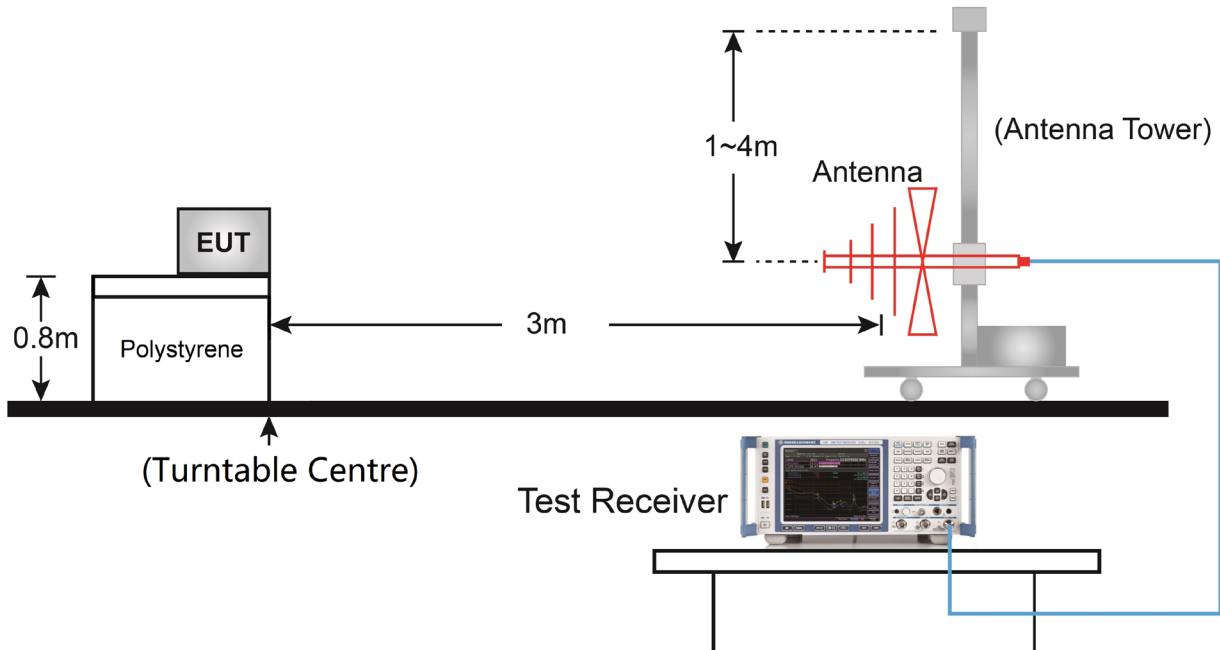 (Antenna Tower)
1~4m
Antenna
EUT
0.8m
Polystyrene
3m
(Turntable Centre)
Test Receiver